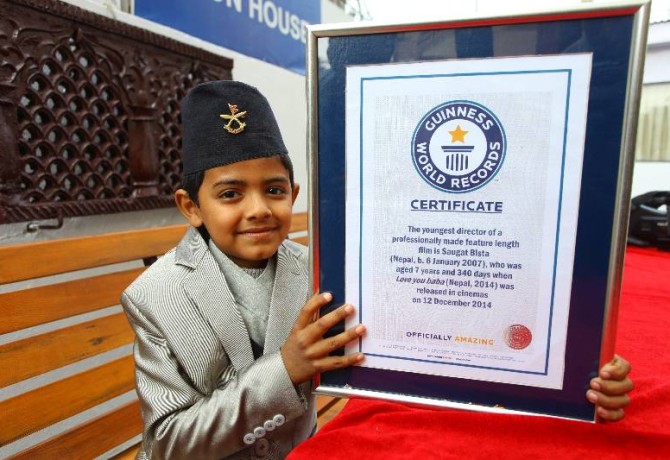 ON HOUSE
GUINNESS
WORLD RECORDS
CERTIFICATE
The youngest director of a
professionally made feature length
film is Saugat Bista
(Nepal, b. 6 January 2007), who was
aged 7 years and 340 days when
Love you baba (Nepal, 2014) was
released in cinemas
on 12 December 2014
OFFICIALLY AMAZING